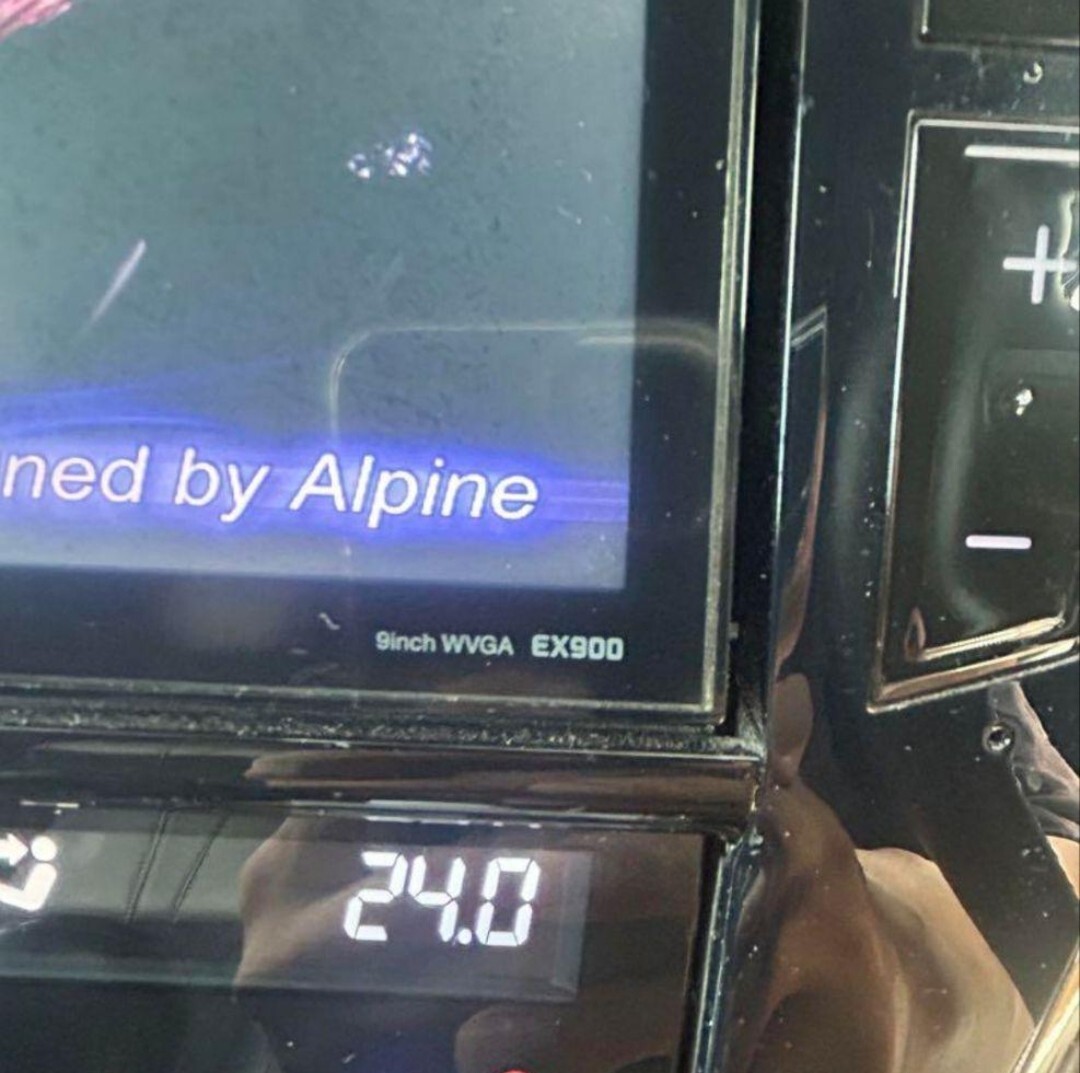 +
ned by Alpine
–
9inch WVGA EX900
24.0